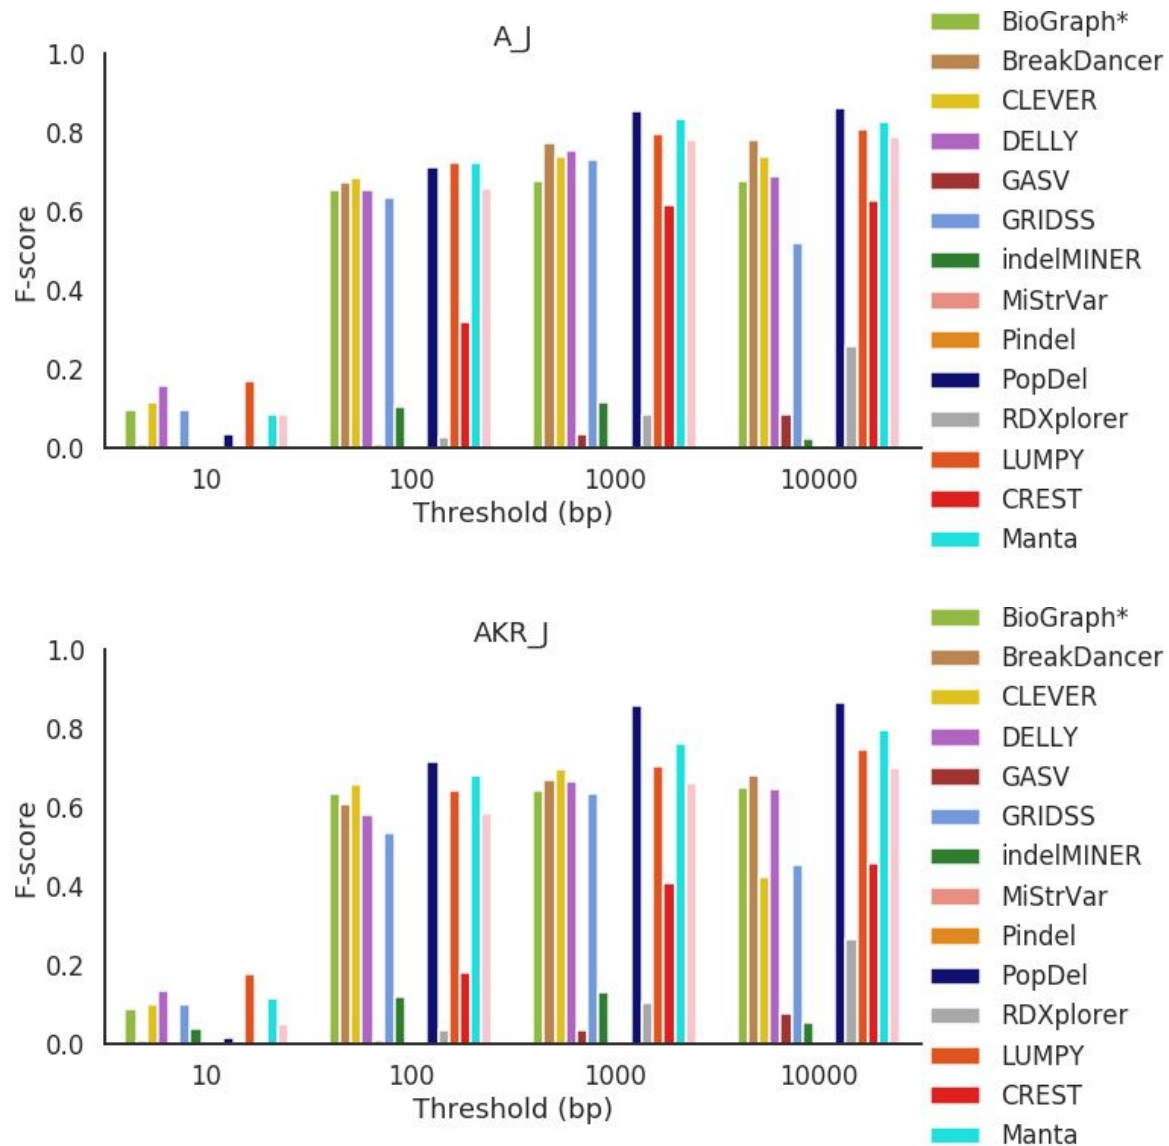 A_J
1.0
0.8
0.6
0.4
0.2
0.0
F-score
10 100 1000 10000
Threshold (bp)
BioGraph*
BreakDancer
CLEVER
DELLY
GASV
GRIDSS
indelMINER
MiStrVar
Pindel
PopDel
RDXplorer
LUMPY
CREST
Manta
AKR_J
1.0
0.8
0.6
0.4
0.2
0.0
F-score
10 100 1000 10000
Threshold (bp)
BioGraph*
BreakDancer
CLEVER
DELLY
GASV
GRIDSS
indelMINER
MiStrVar
Pindel
PopDel
RDXplorer
LUMPY
CREST
Manta